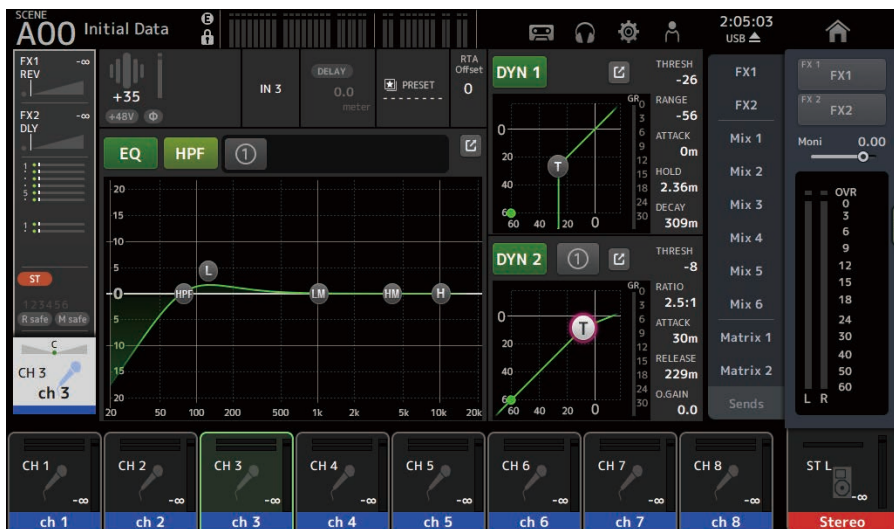 SCENE
A00 Initial Data
E
2:05:03
USB
FX1 -∞
REV
FX2 -∞
DLY
1
5
1
ST
123456
R safe M safe
C
CH 3
ch 3
+35
+48V Φ
IN 3
DELAY
0.0
meter
PRESET
--------
RTA
Offset
0
EQ HPF 1
20
15
10
5
0
5
10
15
20
HPF L LM HM H
20 50 100 200 500 1k 2k 5k 10k 20k
DYN 1
THRESH
-26
RANGE
-56
ATTACK
0m
HOLD
2.36m
DECAY
309m
GR
0
3
6
9
12
15
18
24
30
0
20
40
60
T
60 40 20 0
DYN 2 1
THRESH
-8
RATIO
2.5:1
ATTACK
30m
RELEASE
229m
O.GAIN
0.0
GR
0
3
6
9
12
15
18
24
30
0
20
40
60
T
60 40 20 0
FX1
FX2
Mix 1
Mix 2
Mix 3
Mix 4
Mix 5
Mix 6
Matrix 1
Matrix 2
Sends
FX 1
FX1
FX 2
FX2
Moni 0.00
OVR
0
3
6
9
12
15
18
24
30
40
50
60
L R
CH 1 -∞
ch 1
CH 2 -∞
ch 2
CH 3 -∞
ch 3
CH 4 -∞
ch 4
CH 5 -∞
ch 5
CH 6 -∞
ch 6
CH 7 -∞
ch 7
CH 8 -∞
ch 8
ST L -∞
Stereo